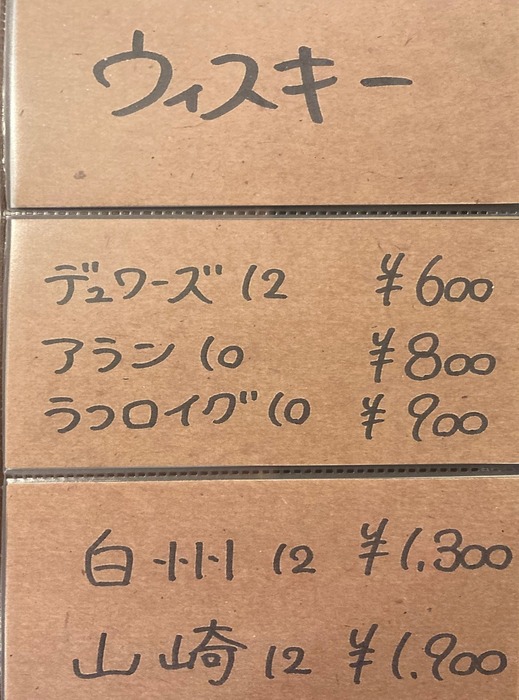 ウィスキー
デュワーズ 12 ¥600
アラン 10 ¥800
ラフロイグ 10 ¥900
白州 12 ¥1.300
山崎 12 ¥1.900